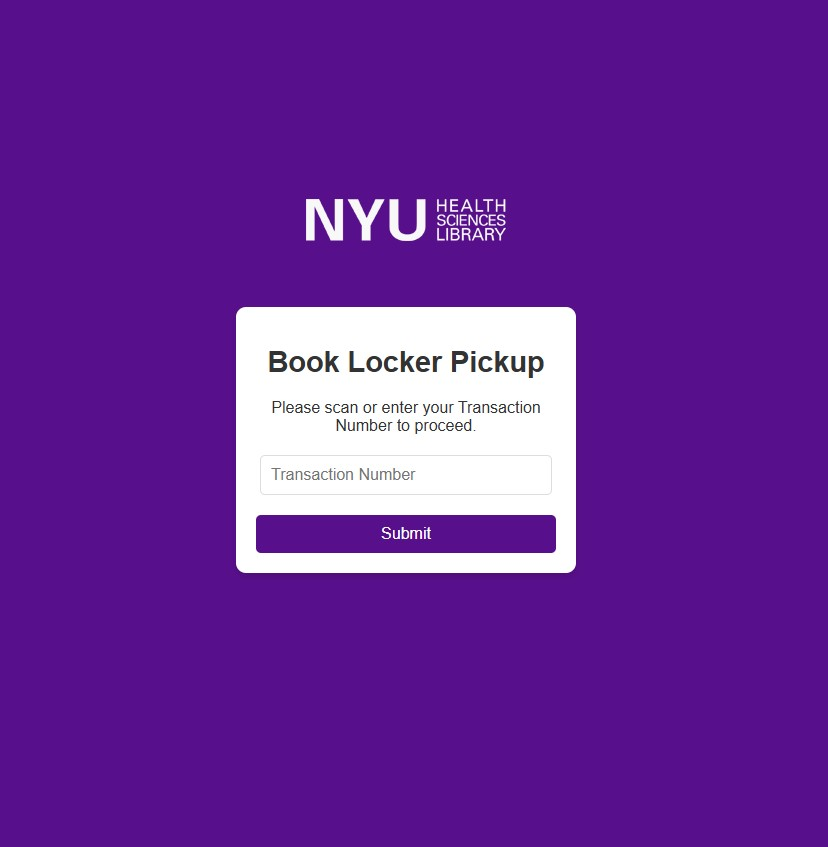 NYU HEALTH
SCIENCES
LIBRARY
Book Locker Pickup
Please scan or enter your Transaction
Number to proceed.
Transaction Number
Submit